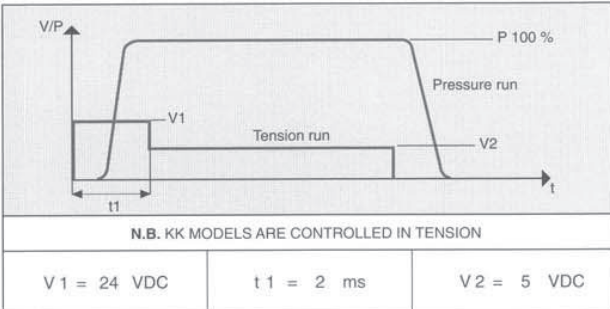 V/P
P 100 %
Pressure run
V1
Tension run
V2
t
t1
N.B. KK MODELS ARE CONTROLLED IN TENSION
V 1 = 24 VDC
t 1 = 2 ms
V 2 = 5 VDC